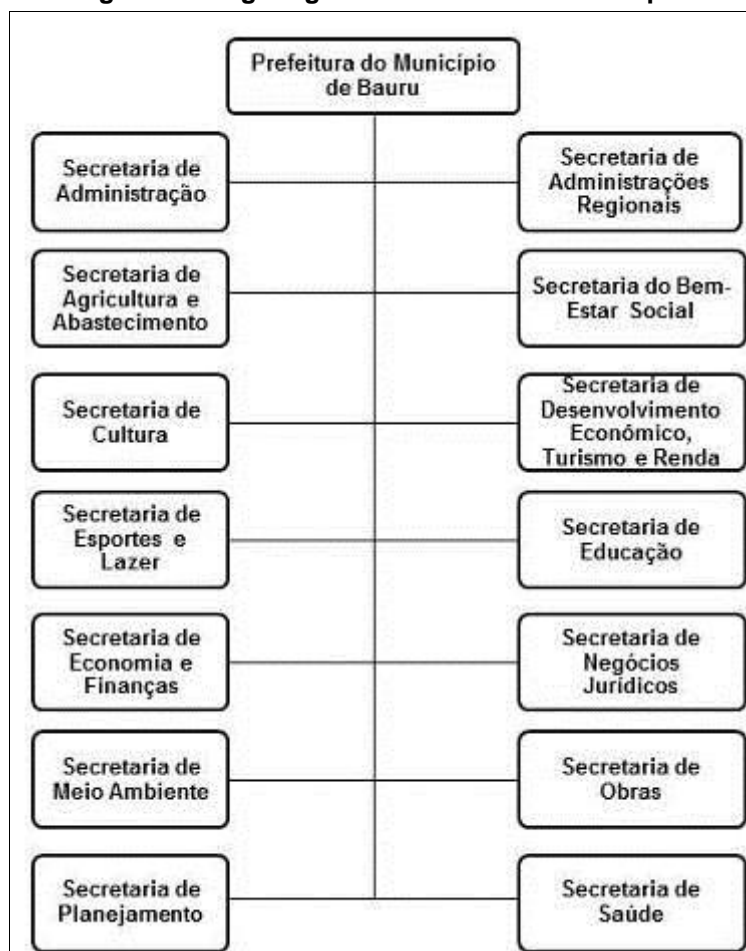 Prefeitura do Município
de Bauru
Secretaria de
Administração
Secretaria de
Administrações
Regionais
Secretaria de
Agricultura e
Abastecimento
Secretaria do Bem-
Estar Social
Secretaria de
Cultura
Secretaria de
Desenvolvimento
Econômico,
Turismo e Renda
Secretaria de
Esportes e
Lazer
Secretaria de
Educação
Secretaria de
Economia e
Finanças
Secretaria de
Negócios
Jurídicos
Secretaria de
Meio Ambiente
Secretaria de
Obras
Secretaria de
Planejamento
Secretaria de
Saúde